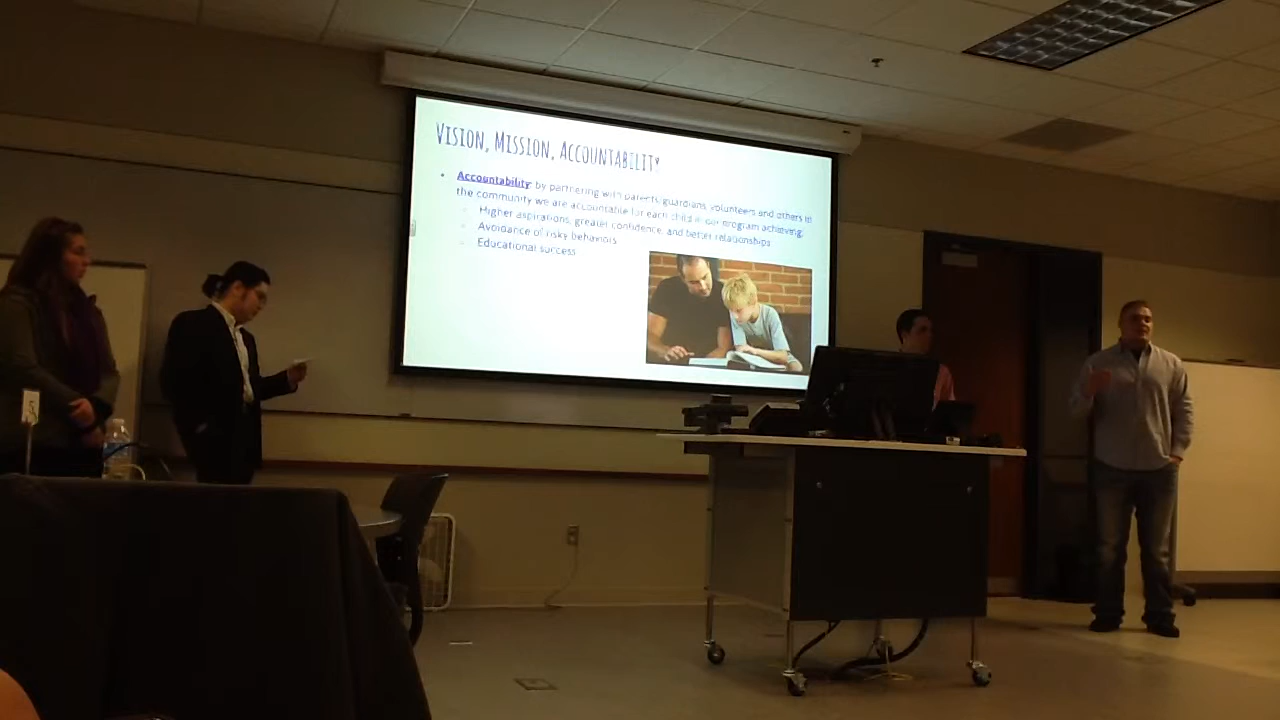 VISION, MISSION, ACCOUNTABILITY
• Accountability by partnering with parents, guardians, volunteers and others in
the community we are accountable for each child in our program achieving:
Higher aspirations, greater confidence, and better relationships
Avoidance of risky behaviors
Educational success